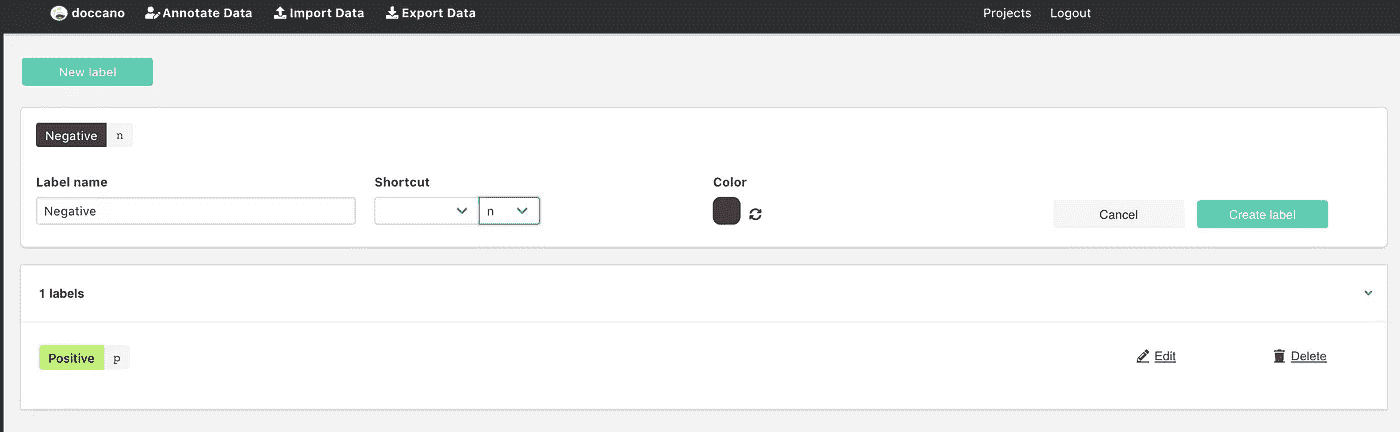 doccano Annotate Data Import Data Export Data Projects Logout
New label
Negative n
Label name Shortcut Color
Negative n Cancel Create label
1 labels
Positive p Edit Delete